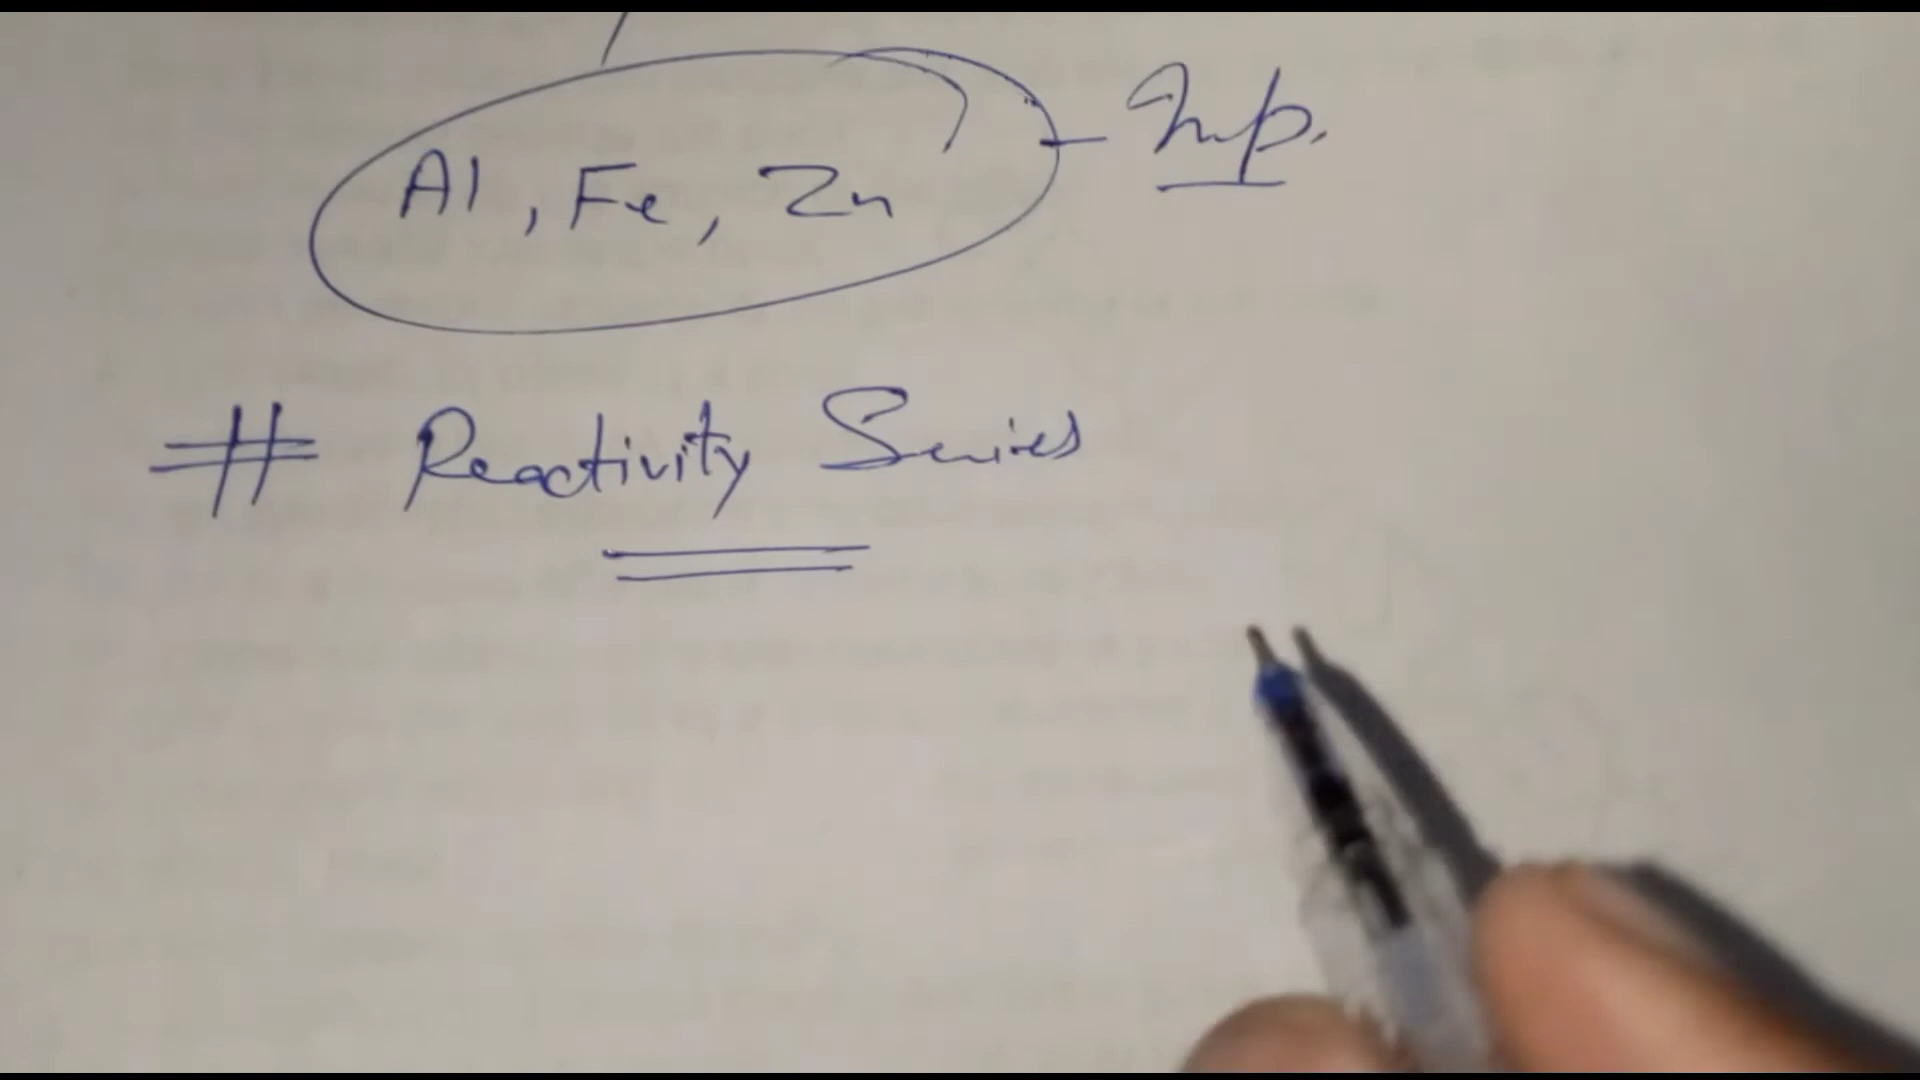 Al, Fe, Zn - Imp.
# Reactivity Series